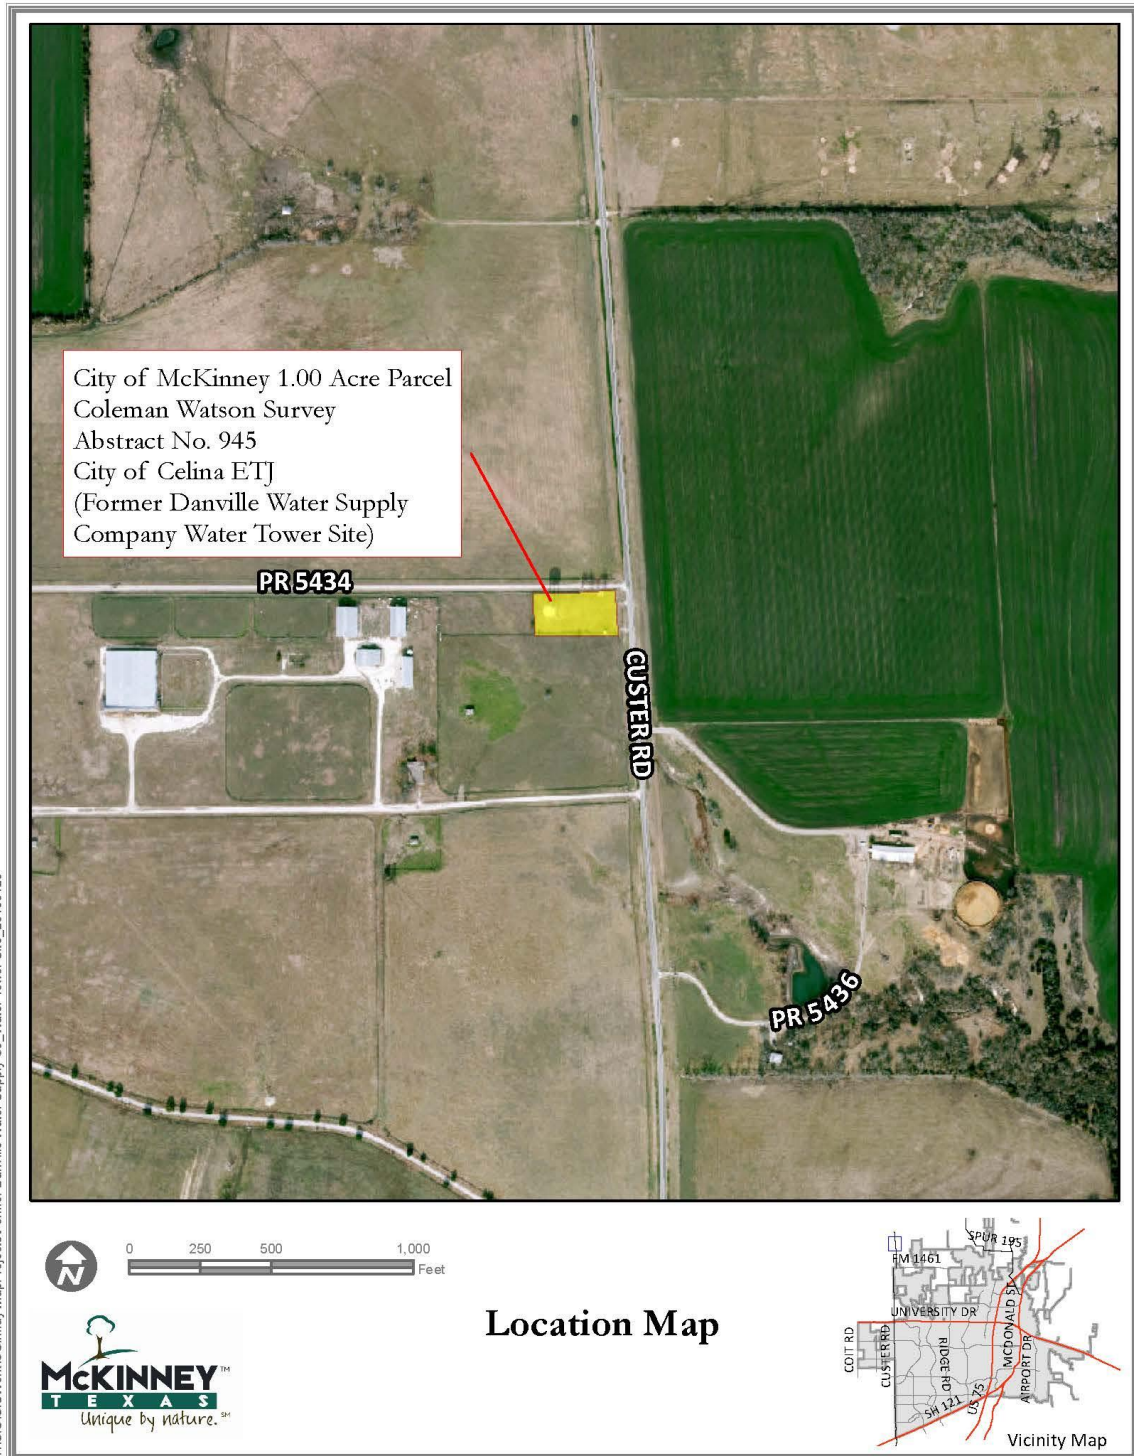 City of McKinney 1.00 Acre Parcel
Coleman Watson Survey
Abstract No. 945
City of Celina ETJ
(Former Danville Water Supply
Company Water Tower Site)
PR 5434
CUSTER RD
PR 5436
N
0 250 500 1,000
Feet
Location Map
McKINNEY™
TEXAS
Unique by nature.℠
SPUR 195
FM 1461
UNIVERSITY DR
COIT RD
CUSTER RD
RIDGE RD
MCDONALD ST
AIRPORT DR
US 75
SH 121
Vicinity Map